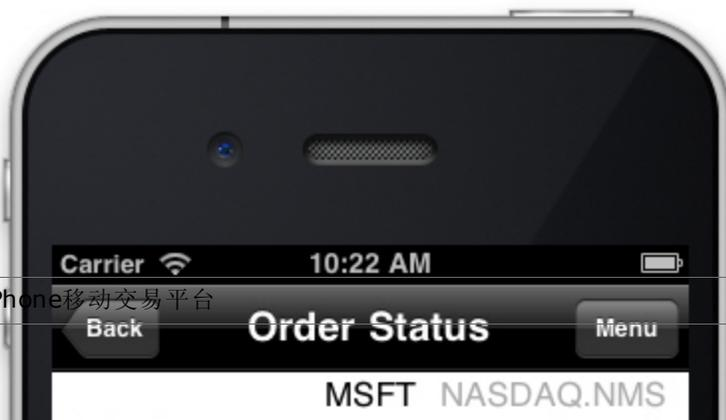 Carrier 10:22 AM
Phone移动交易平台
Back Order Status Menu
MSFT NASDAQ.NMS